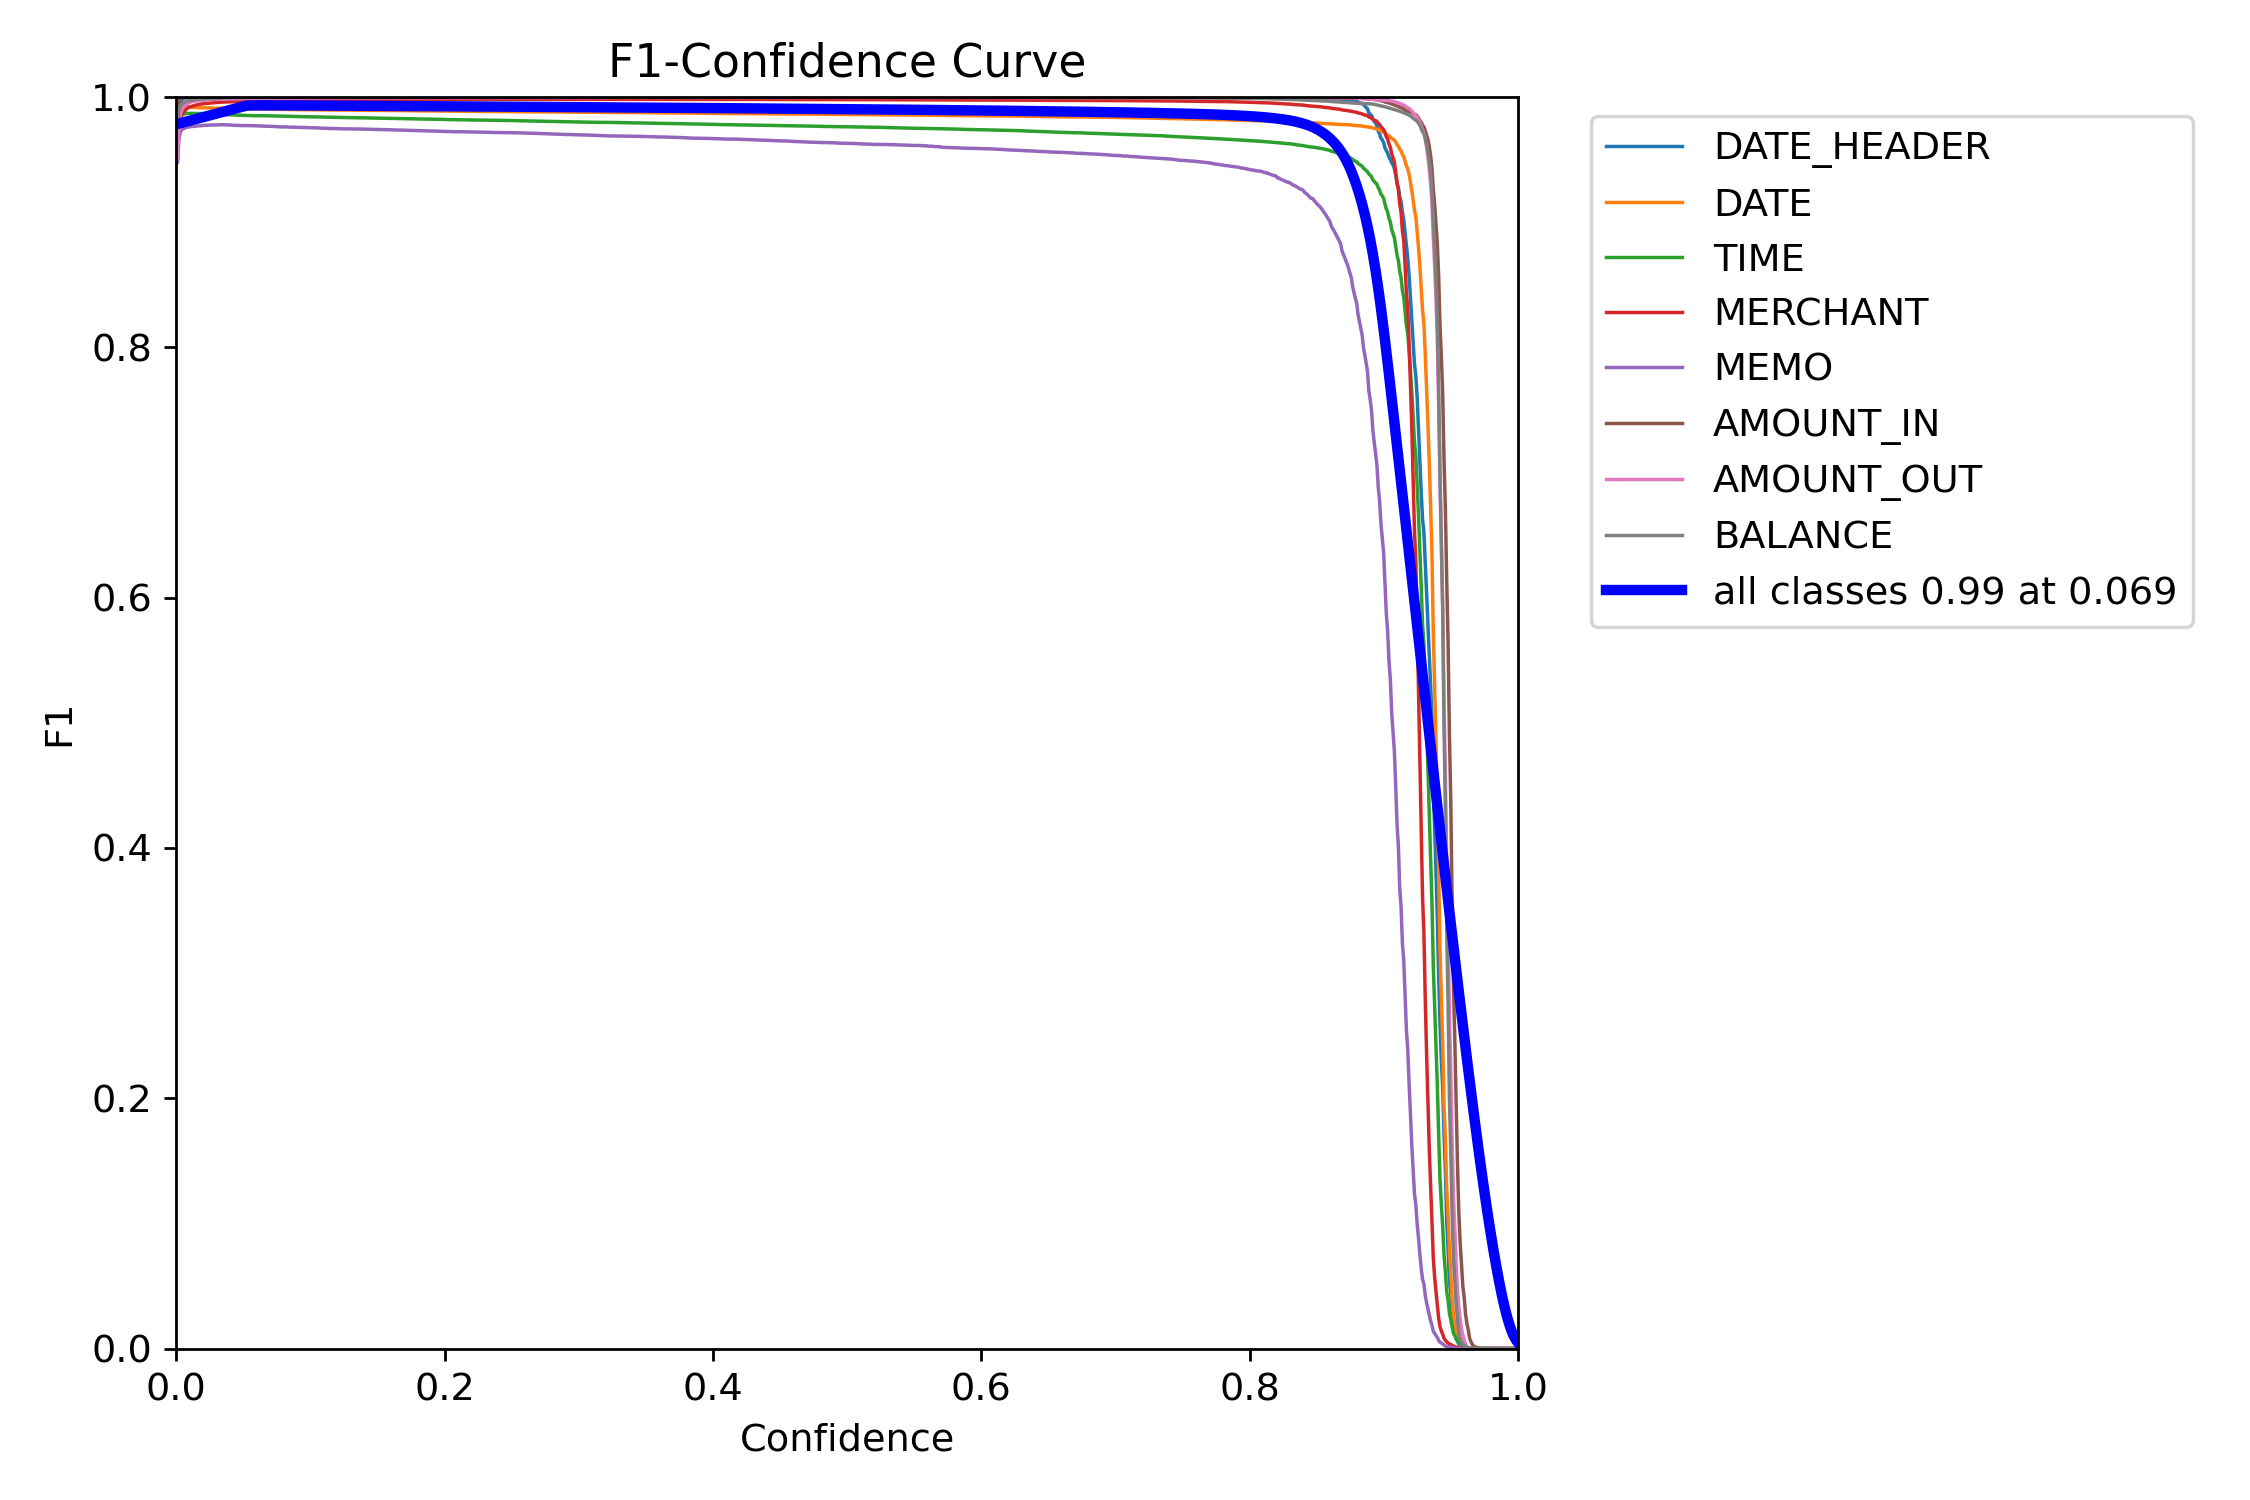 F1-Confidence Curve
1.0
0.8
0.6
0.4
0.2
0.0
F1
0.0 0.2 0.4 0.6 0.8 1.0
Confidence
DATE_HEADER
DATE
TIME
MERCHANT
MEMO
AMOUNT_IN
AMOUNT_OUT
BALANCE
all classes 0.99 at 0.069